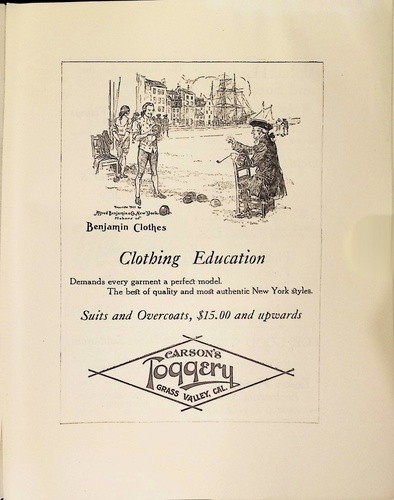 Alfred Benjamin & Co. New York
Makers of
Benjamin Clothes
Clothing Education
Demands every garment a perfect model.
The best of quality and most authentic New York styles.
Suits and Overcoats, $15.00 and upwards
CARSON'S
Toggery
GRASS VALLEY, CAL.